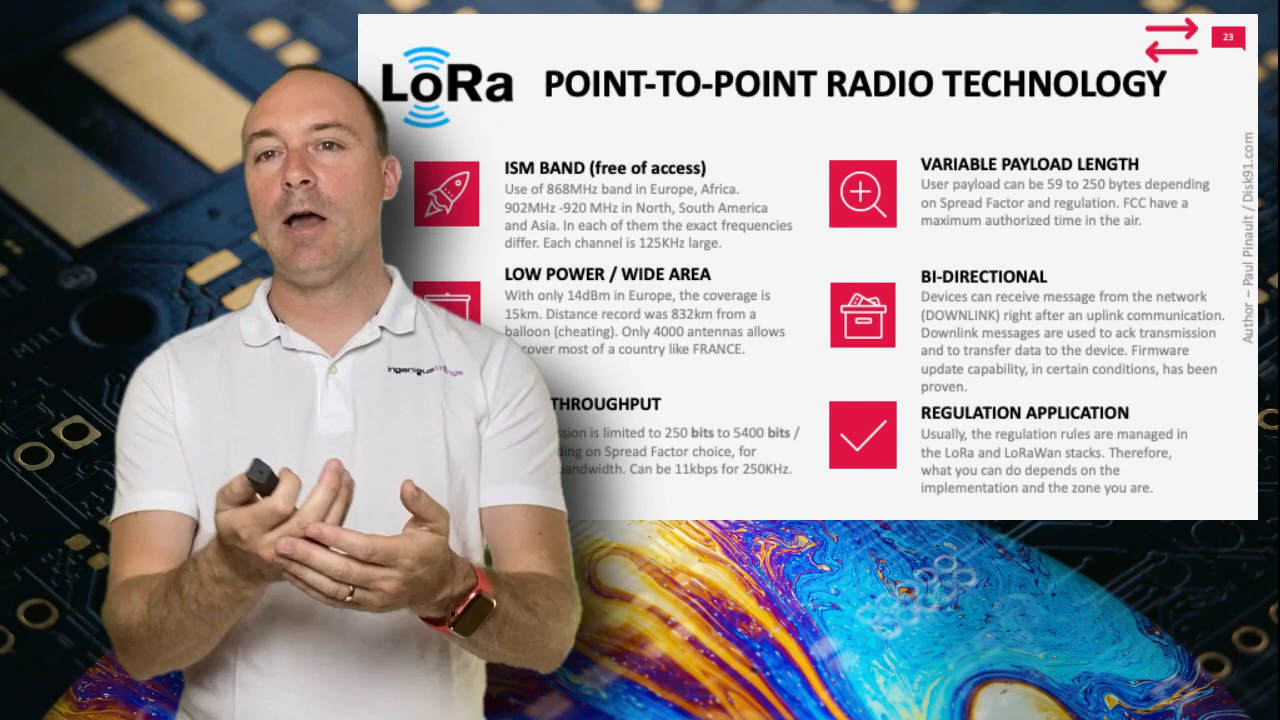 23
LoRa
POINT-TO-POINT RADIO TECHNOLOGY
ISM BAND (free of access)
Use of 868MHz band in Europe, Africa.
902MHz -920 MHz in North, South America
and Asia. In each of them the exact frequencies
differ. Each channel is 125KHz large.
LOW POWER / WIDE AREA
With only 14dBm in Europe, the coverage is
15km. Distance record was 832km from a
balloon (cheating). Only 4000 antennas allows
cover most of a country like FRANCE.
THROUGHPUT
is limited to 250 bits to 5400 bits /
on Spread Factor choice, for
Can be 11kbps for 250KHz.
VARIABLE PAYLOAD LENGTH
User payload can be 59 to 250 bytes depending
on Spread Factor and regulation. FCC have a
maximum authorized time in the air.
BI-DIRECTIONAL
Devices can receive message from the network
(DOWNLINK) right after an uplink communication.
Downlink messages are used to ack transmission
and to transfer data to the device. Firmware
update capability, in certain conditions, has been
proven.
REGULATION APPLICATION
Usually, the regulation rules are managed in
the LoRa and LoRaWan stacks. Therefore,
what you can do depends on the
implementation and the zone you are.
Author – Paul Pinault / Disk91.com